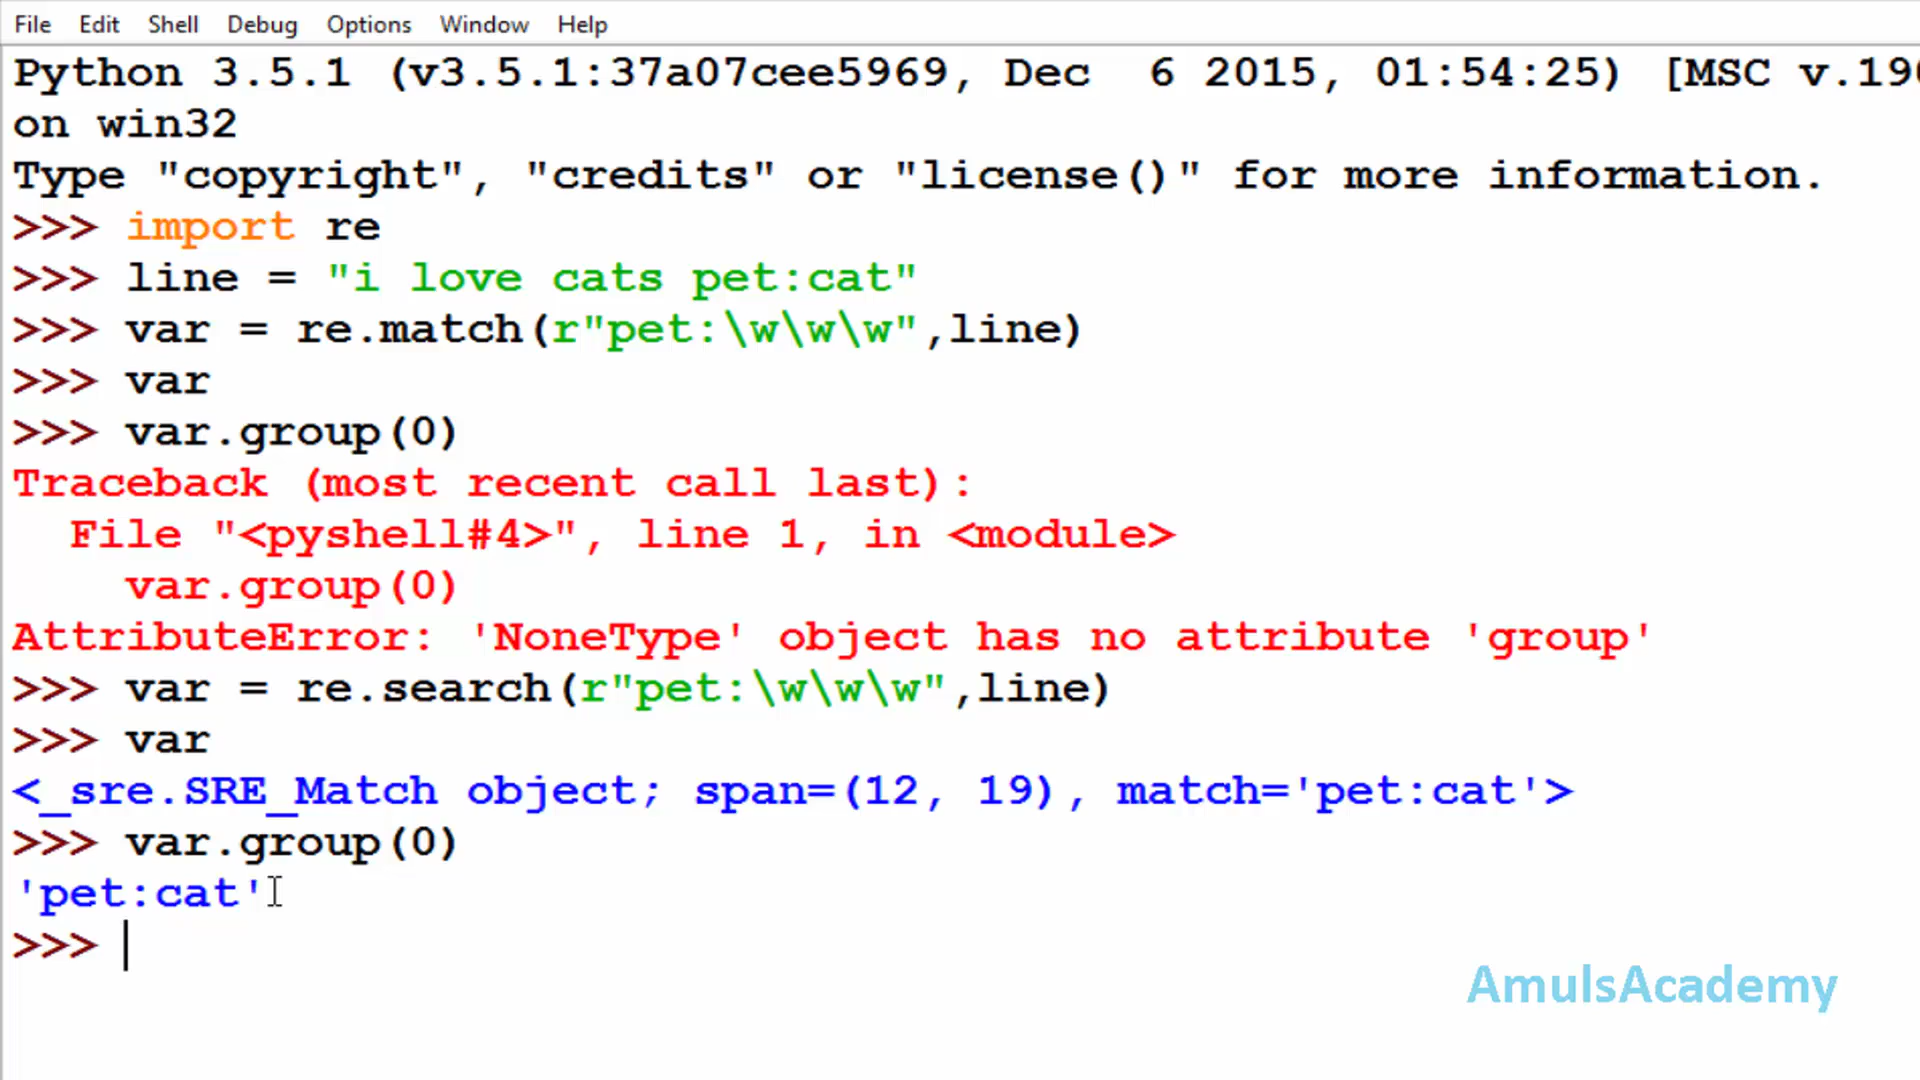 File Edit Shell Debug Options Window Help
Python 3.5.1 (v3.5.1:37a07cee5969, Dec  6 2015, 01:54:25) [MSC v.190
on win32
Type "copyright", "credits" or "license()" for more information.
>>> import re
>>> line = "i love cats pet:cat"
>>> var = re.match(r"pet:\w\w\w",line)
>>> var
>>> var.group(0)
Traceback (most recent call last):
  File "<pyshell#4>", line 1, in <module>
    var.group(0)
AttributeError: 'NoneType' object has no attribute 'group'
>>> var = re.search(r"pet:\w\w\w",line)
>>> var
<_sre.SRE_Match object; span=(12, 19), match='pet:cat'>
>>> var.group(0)
'pet:cat'
>>>
AmulsAcademy